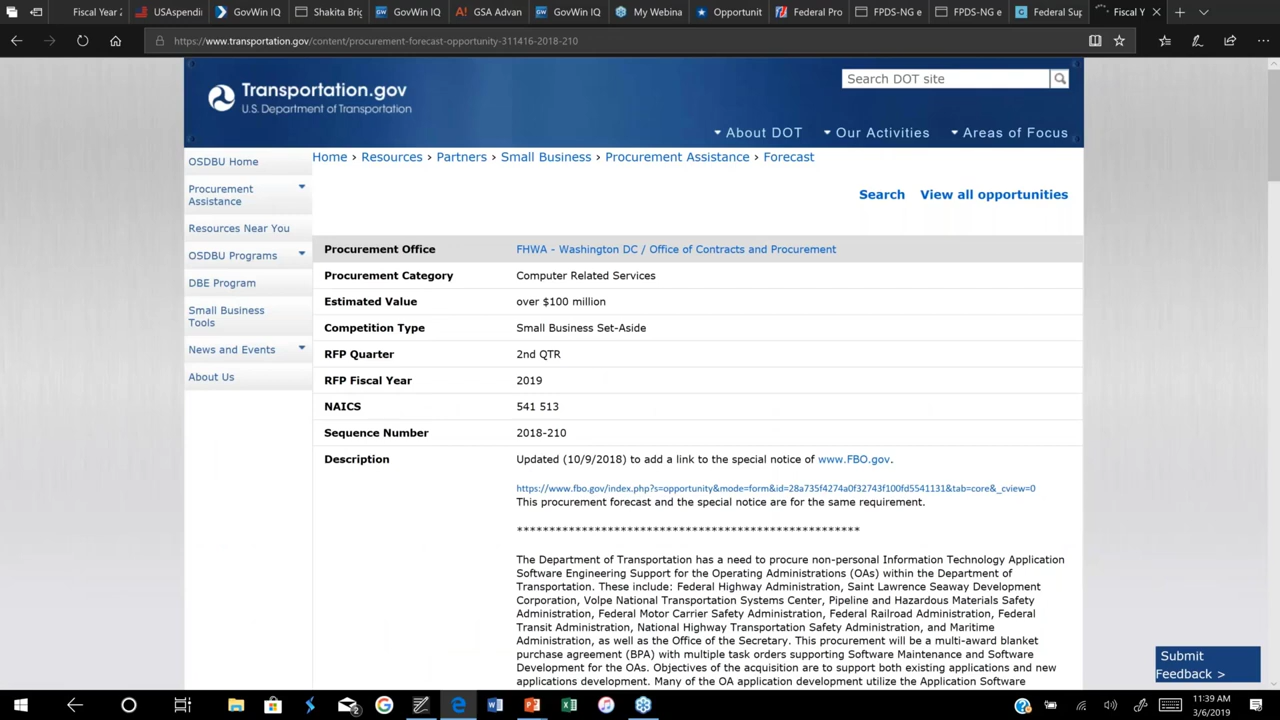 Fiscal Year 2
USAspendin
GovWin IQ
Shakita Brig
GovWin IQ
GSA Advan
GovWin IQ
My Webina
Opportunit
Federal Pro
FPDS-NG e
FPDS-NG e
Federal Sup
Fiscal Y
https://www.transportation.gov/content/procurement-forecast-opportunity-311416-2018-210
Transportation.gov
U.S. Department of Transportation
Search DOT site
About DOT
Our Activities
Areas of Focus
OSDBU Home
Procurement
Assistance
Resources Near You
OSDBU Programs
DBE Program
Small Business
Tools
News and Events
About Us
Home › Resources › Partners › Small Business › Procurement Assistance › Forecast
Search View all opportunities
Procurement Office FHWA - Washington DC / Office of Contracts and Procurement
Procurement Category Computer Related Services
Estimated Value over $100 million
Competition Type Small Business Set-Aside
RFP Quarter 2nd QTR
RFP Fiscal Year 2019
NAICS 541 513
Sequence Number 2018-210
Description Updated (10/9/2018) to add a link to the special notice of www.FBO.gov.
https://www.fbo.gov/index.php?s=opportunity&mode=form&id=28a735f4274a0f32743f100fd5541131&tab=core&_cview=0
This procurement forecast and the special notice are for the same requirement.
******************************************************
The Department of Transportation has a need to procure non-personal Information Technology Application
Software Engineering Support for the Operating Administrations (OAs) within the Department of
Transportation. These include: Federal Highway Administration, Saint Lawrence Seaway Development
Corporation, Volpe National Transportation Systems Center, Pipeline and Hazardous Materials Safety
Administration, Federal Motor Carrier Safety Administration, Federal Railroad Administration, Federal
Transit Administration, National Highway Transportation Safety Administration, and Maritime
Administration, as well as the Office of the Secretary. This procurement will be a multi-award blanket
purchase agreement (BPA) with multiple task orders supporting Software Maintenance and Software
Development for the OAs. Objectives of the acquisition are to support both existing applications and new
applications development. Many of the OA application development utilize the Application Software
Submit
Feedback >
11:39 AM
3/6/2019